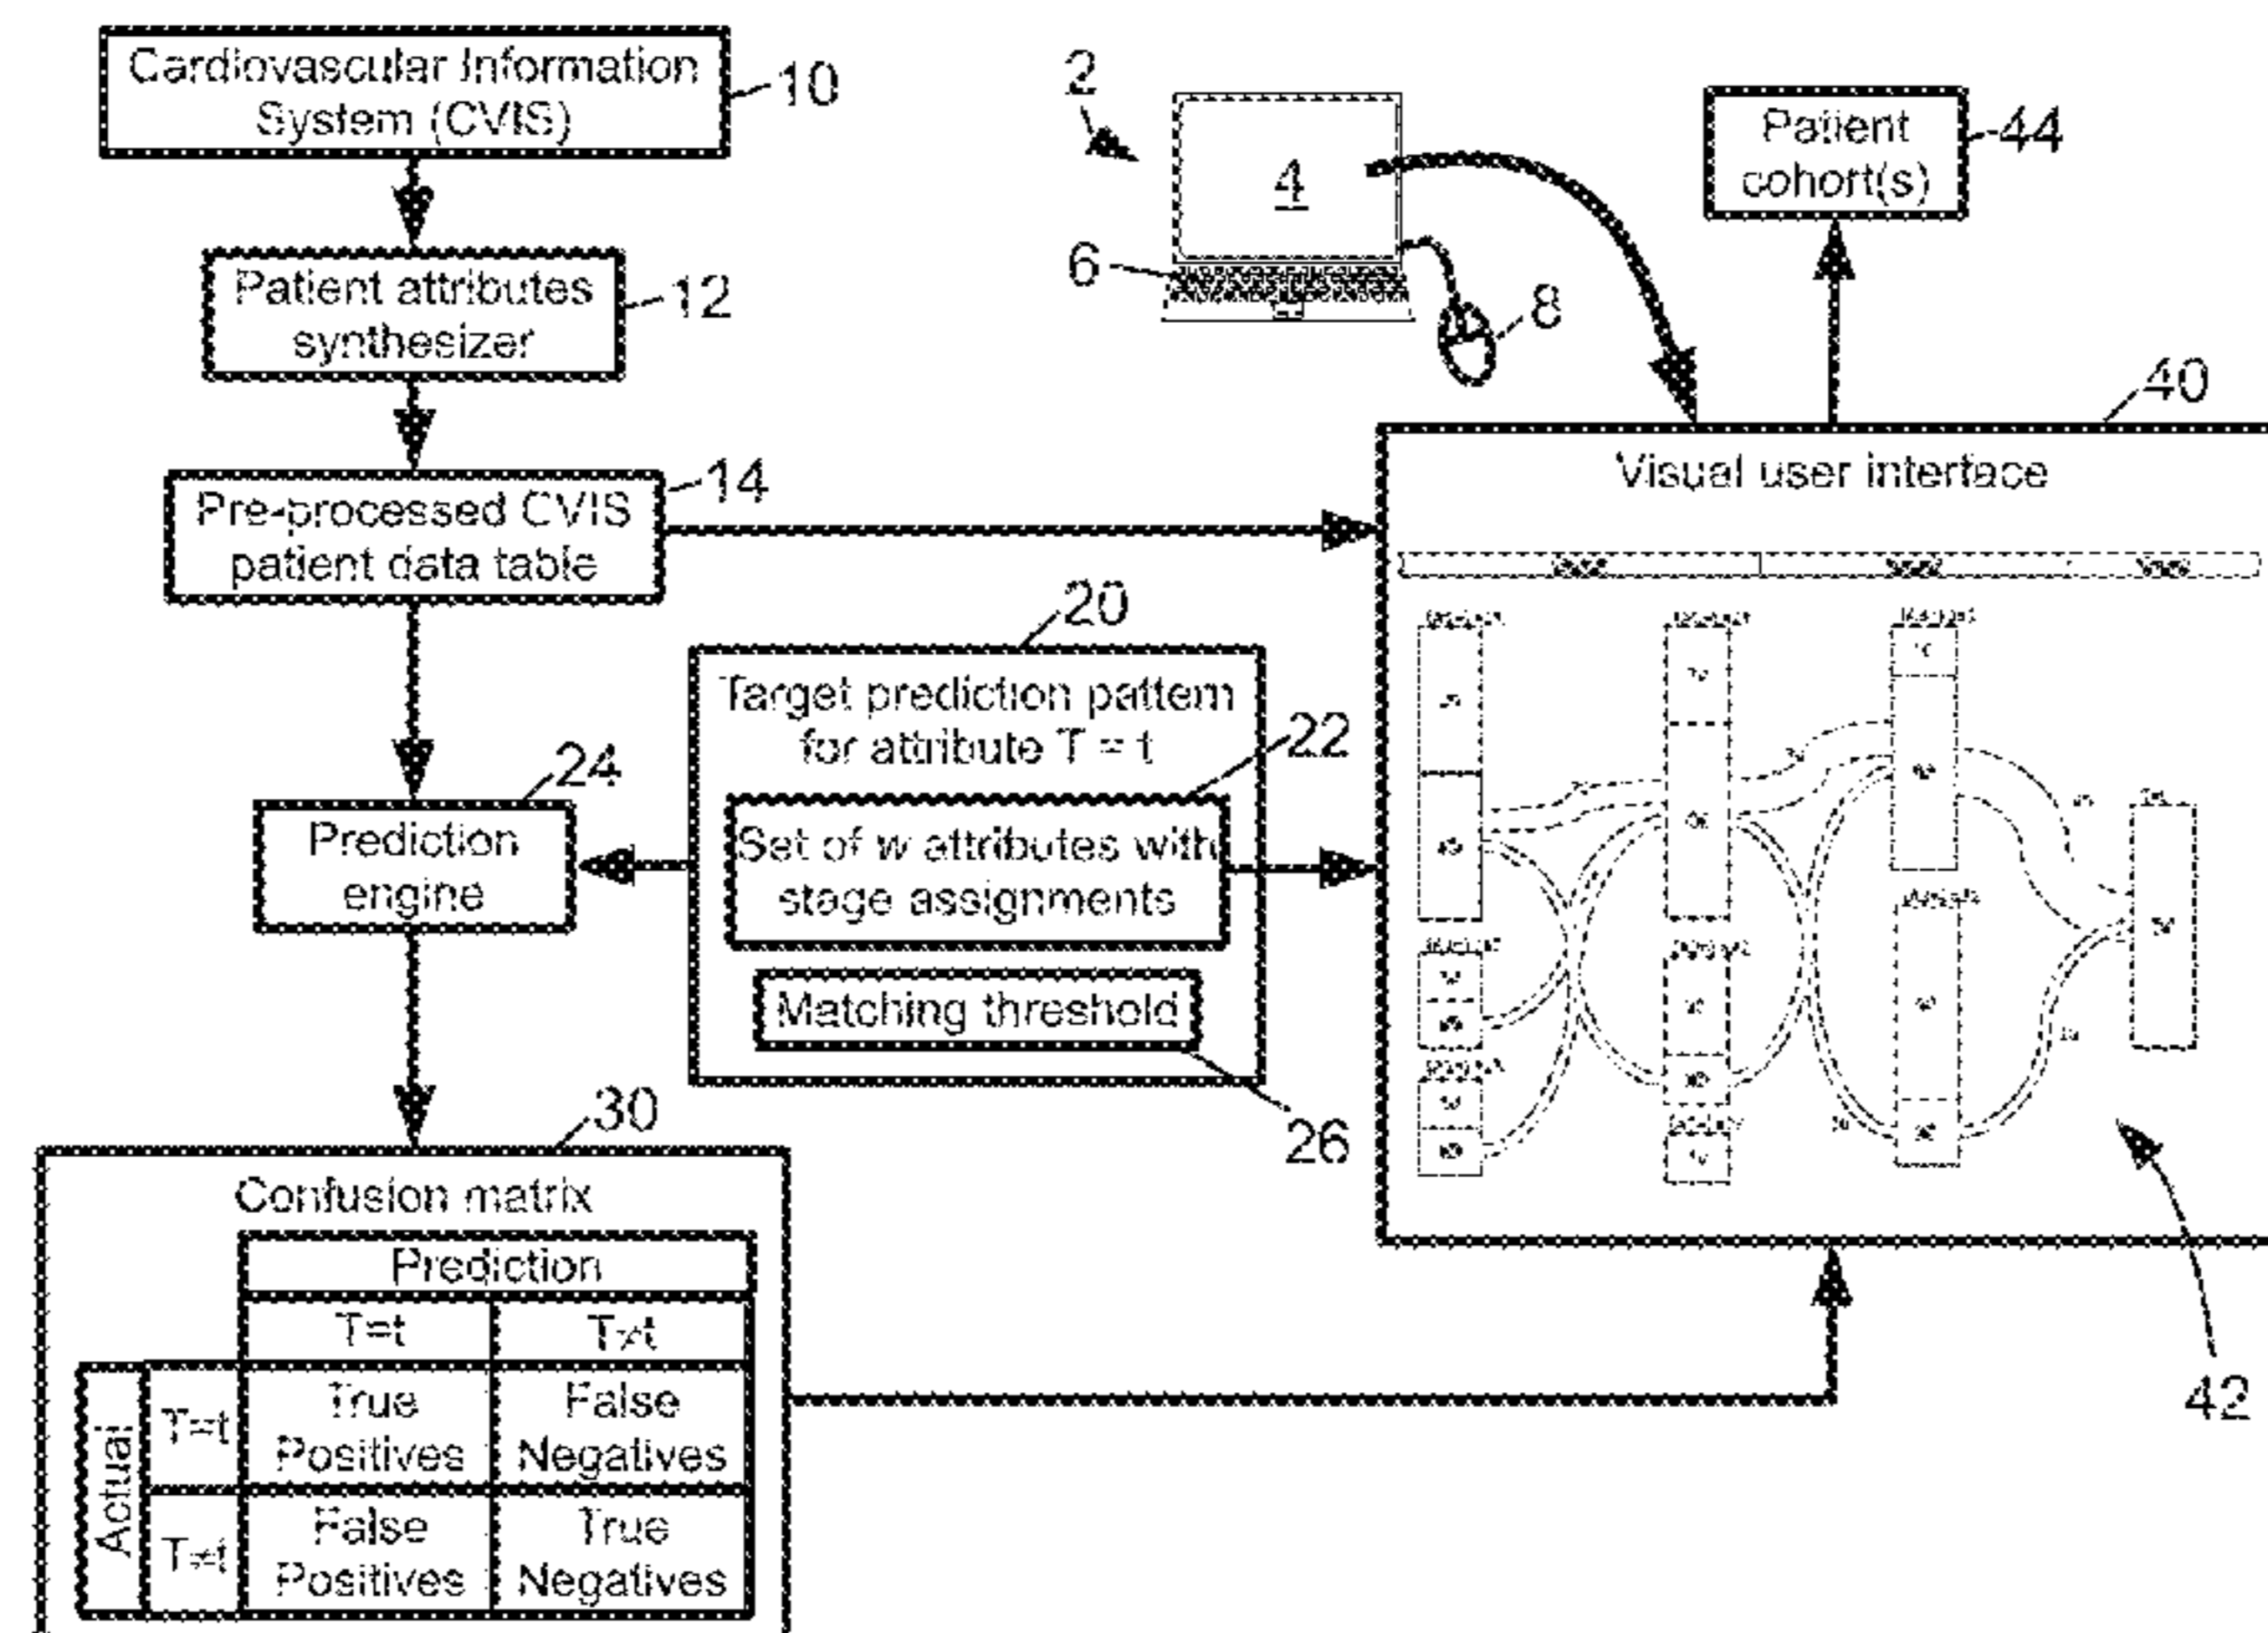 Cardiovascular Information
System (CVIS)
10
Patient attributes
synthesizer
12
Pre-processed CVIS
patient data table
14
2
4
6
8
Patient
cohort(s)
44
40
Visual user interface
20
Target prediction pattern
for attribute T = t
22
Set of w attributes with
stage assignments
Matching threshold
26
24
Prediction
engine
30
Confusion matrix
Prediction
T=t
T≠t
Actual
T=t
True
Positives
False
Negatives
T≠t
False
Positives
True
Negatives
42